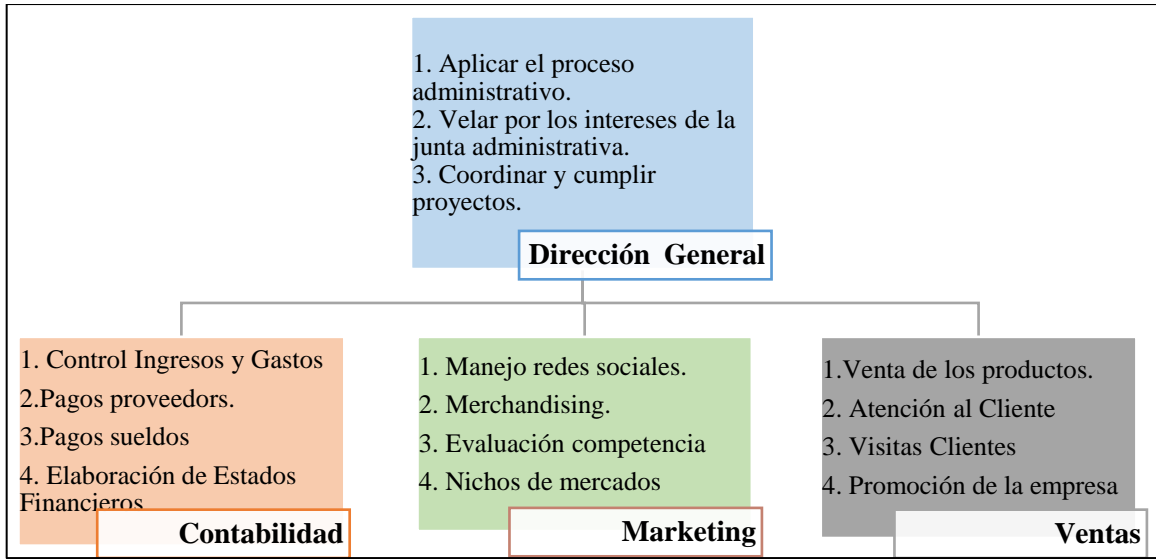 1. Aplicar el proceso
administrativo.
2. Velar por los intereses de la
junta administrativa.
3. Coordinar y cumplir
proyectos.
Dirección General
1. Control Ingresos y Gastos
2.Pagos proveedors.
3.Pagos sueldos
4. Elaboración de Estados
Financieros
Contabilidad
1. Manejo redes sociales.
2. Merchandising.
3. Evaluación competencia
4. Nichos de mercados
Marketing
1.Venta de los productos.
2. Atención al Cliente
3. Visitas Clientes
4. Promoción de la empresa
Ventas